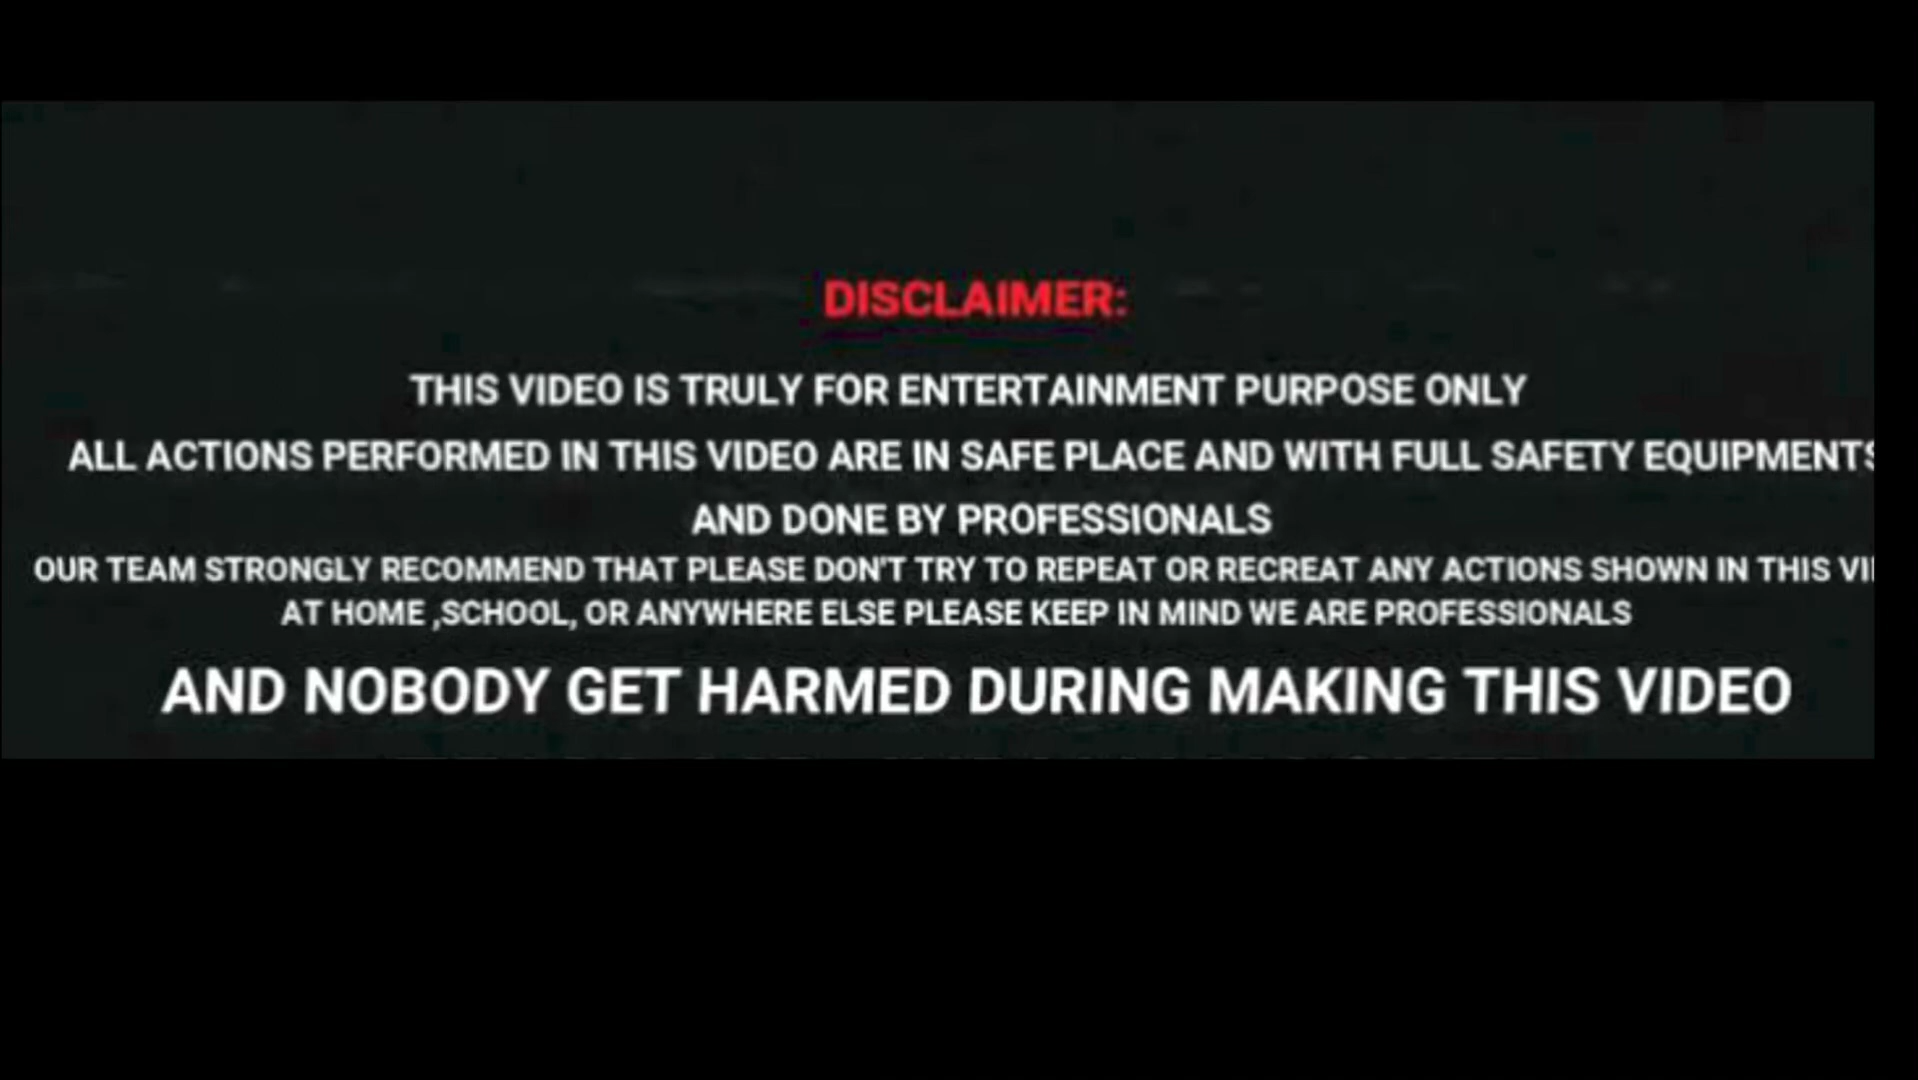 DISCLAIMER:
THIS VIDEO IS TRULY FOR ENTERTAINMENT PURPOSE ONLY
ALL ACTIONS PERFORMED IN THIS VIDEO ARE IN SAFE PLACE AND WITH FULL SAFETY EQUIPMENTS
AND DONE BY PROFESSIONALS
OUR TEAM STRONGLY RECOMMEND THAT PLEASE DON'T TRY TO REPEAT OR RECREAT ANY ACTIONS SHOWN IN THIS
AT HOME ,SCHOOL, OR ANYWHERE ELSE PLEASE KEEP IN MIND WE ARE PROFESSIONALS
AND NOBODY GET HARMED DURING MAKING THIS VIDEO